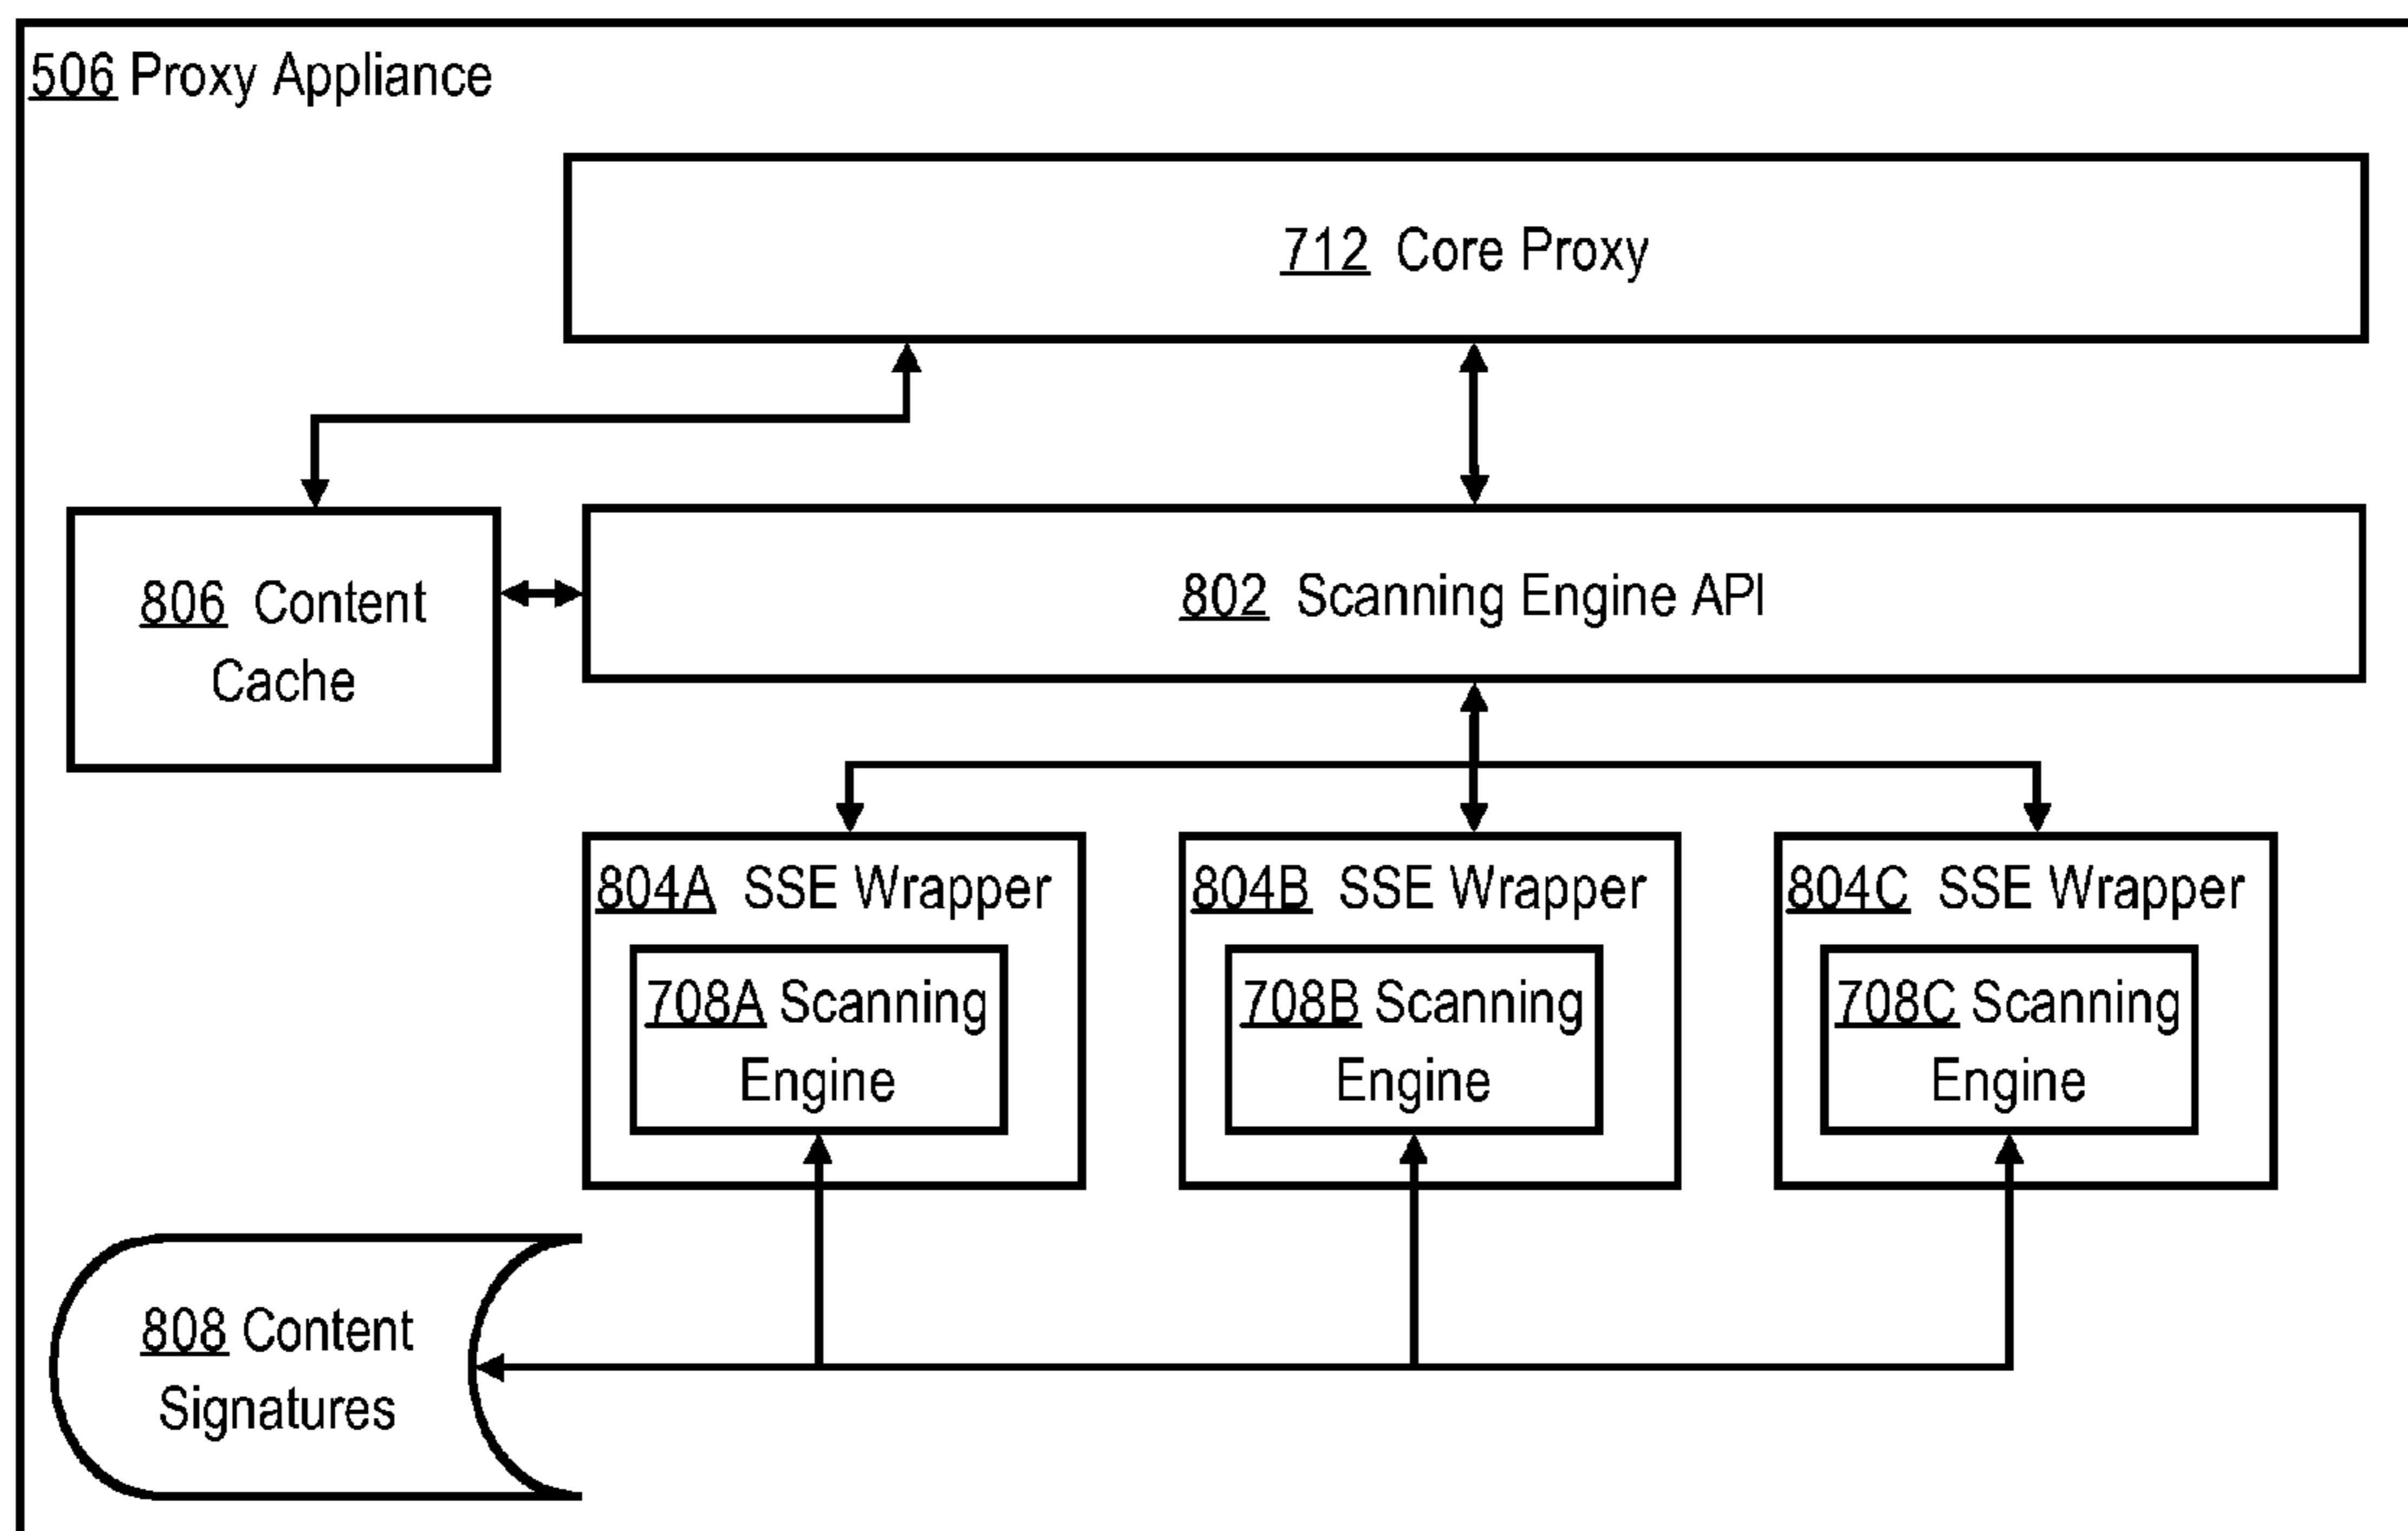 506 Proxy Appliance
712 Core Proxy
806 Content
Cache
802 Scanning Engine API
804A SSE Wrapper
708A Scanning
Engine
804B SSE Wrapper
708B Scanning
Engine
804C SSE Wrapper
708C Scanning
Engine
808 Content
Signatures